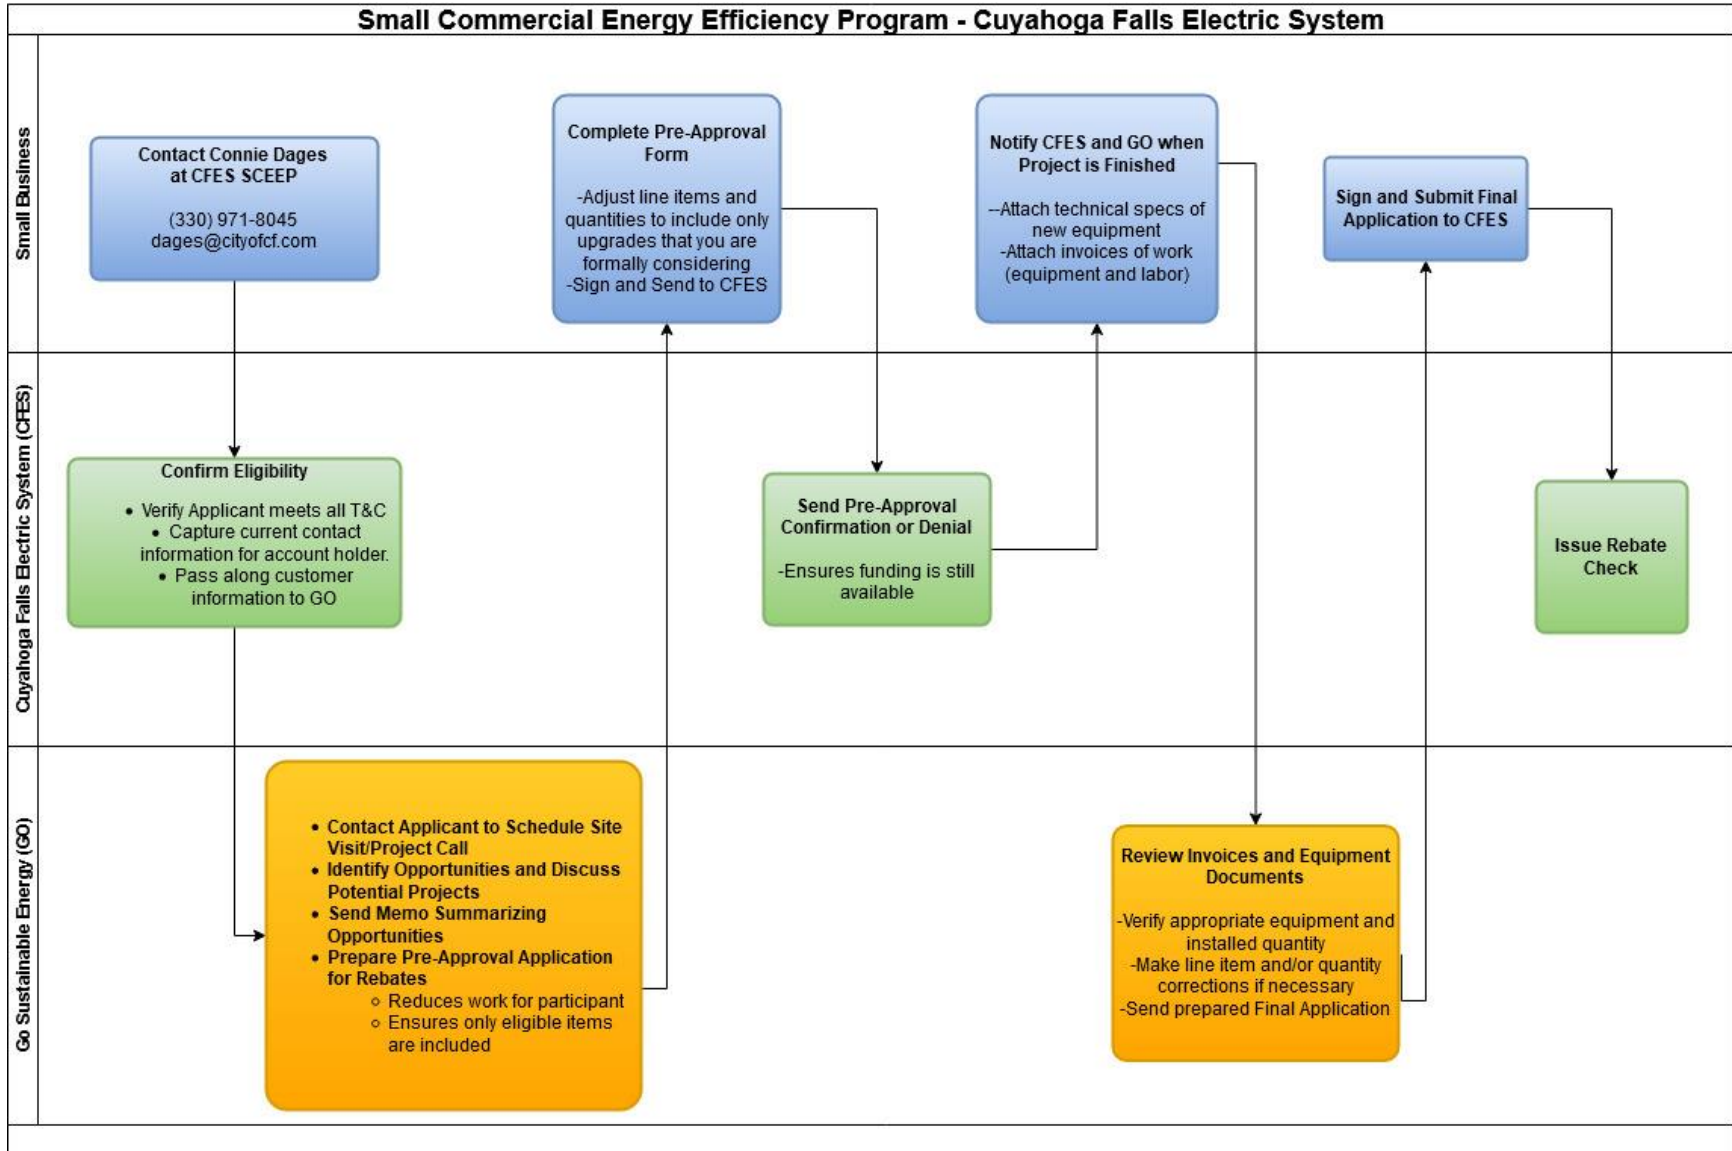 Small Commercial Energy Efficiency Program - Cuyahoga Falls Electric System
Small Business
Contact Connie Dages
at CFES SCEEP
(330) 971-8045
dages@cityofcf.com
Complete Pre-Approval
Form
-Adjust line items and
quantities to include only
upgrades that you are
formally considering
-Sign and Send to CFES
Notify CFES and GO when
Project is Finished
--Attach technical specs of
new equipment
-Attach invoices of work
(equipment and labor)
Sign and Submit Final
Application to CFES
Cuyahoga Falls Electric System (CFES)
Confirm Eligibility
• Verify Applicant meets all T&C
• Capture current contact
information for account holder.
• Pass along customer
information to GO
Send Pre-Approval
Confirmation or Denial
-Ensures funding is still
available
Issue Rebate
Check
Go Sustainable Energy (GO)
• Contact Applicant to Schedule Site
Visit/Project Call
• Identify Opportunities and Discuss
Potential Projects
• Send Memo Summarizing
Opportunities
• Prepare Pre-Approval Application
for Rebates
○ Reduces work for participant
○ Ensures only eligible items
are included
Review Invoices and Equipment
Documents
-Verify appropriate equipment and
installed quantity
-Make line item and/or quantity
corrections if necessary
-Send prepared Final Application